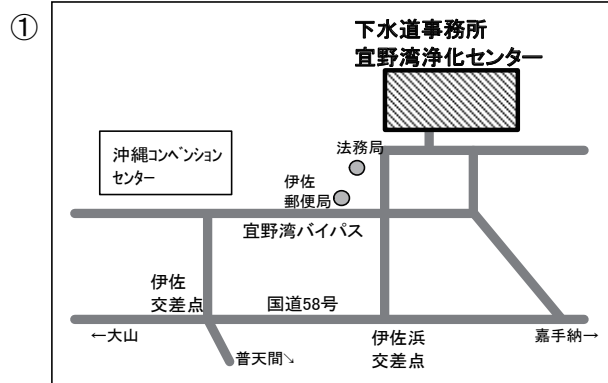 ①
下水道事務所
宜野湾浄化センター
法務局
沖縄コンベンション
センター
伊佐
郵便局
宜野湾バイパス
伊佐
交差点
国道58号
←大山
伊佐浜
交差点
嘉手納→
普天間↘